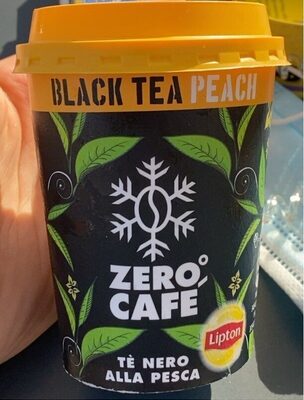 BLACK TEA PEACH
ZERO°
CAFÉ
Lipton
TÈ NERO
ALLA PESCA